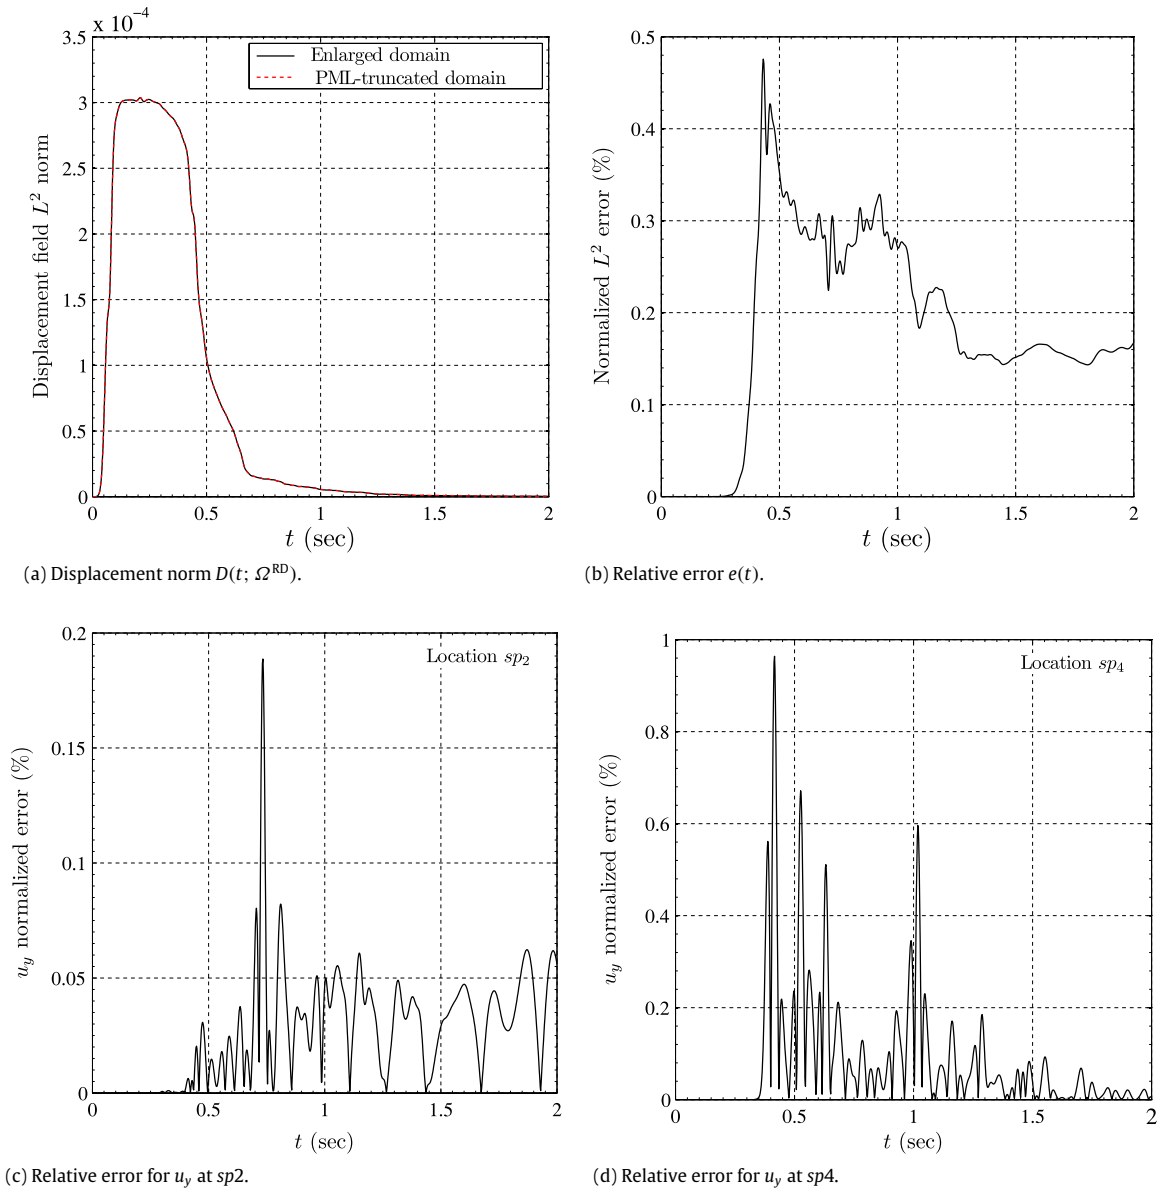 x 10⁻⁴
3.5
3
2.5
2
1.5
1
0.5
0
Displacement field L² norm
Enlarged domain
PML-truncated domain
0 0.5 1 1.5 2
t (sec)
(a) Displacement norm D(t; Ω^RD).
0.5
0.4
0.3
0.2
0.1
0
Normalized L² error (%)
0 0.5 1 1.5 2
t (sec)
(b) Relative error e(t).
0.2
0.15
0.1
0.05
0
u_y normalized error (%)
Location sp₂
0 0.5 1 1.5 2
t (sec)
(c) Relative error for u_y at sp2.
1
0.8
0.6
0.4
0.2
0
u_y normalized error (%)
Location sp₄
0 0.5 1 1.5 2
t (sec)
(d) Relative error for u_y at sp4.